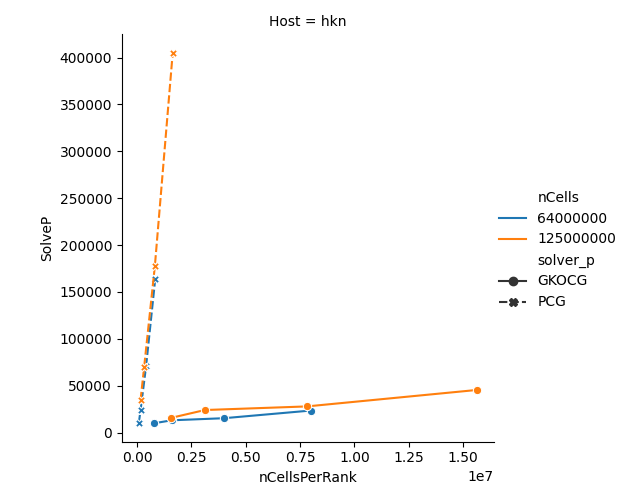 Host = hkn
SolveP
400000
350000
300000
250000
200000
150000
100000
50000
0
0.00 0.25 0.50 0.75 1.00 1.25 1.50
1e7
nCellsPerRank
nCells
64000000
125000000
solver_p
GKOCG
PCG